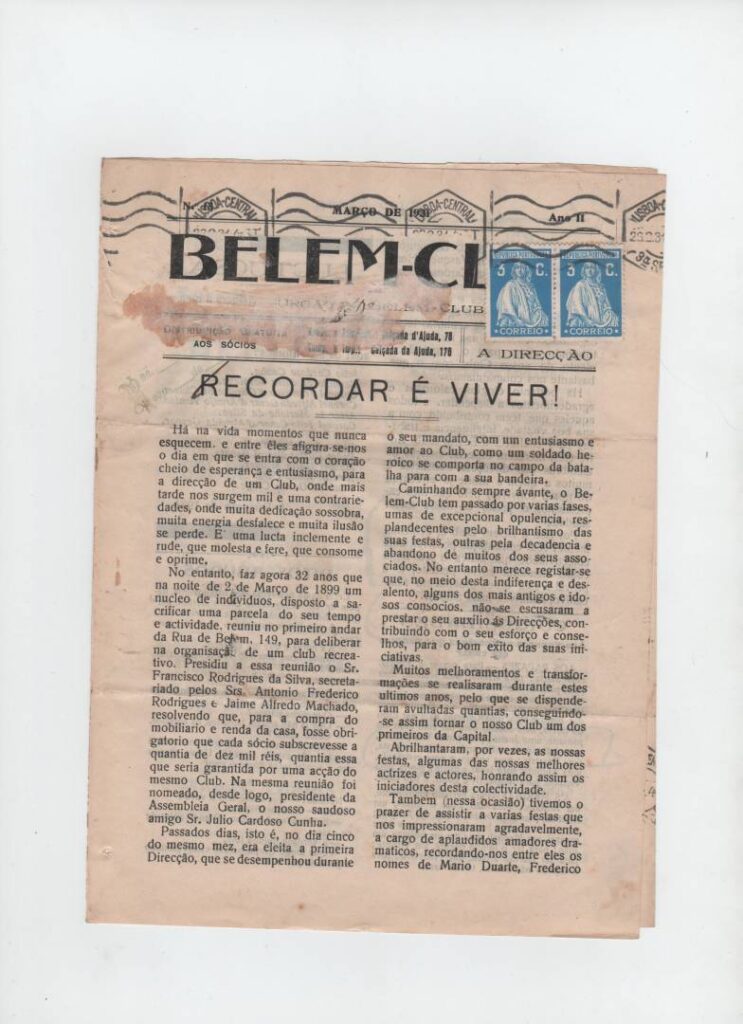 LISBOA-CENTRAL
LISBOA-CENTRAL
LISBOA-CENTRAL
MARÇO DE 1931
Ano II
BELEM-CL
3 C.
CORREIO
3 C.
CORREIO
BELEM-CLUB
DISTRIBUIÇÃO GRATUITA
AOS SÓCIOS
Calçada d'Ajuda, 78
Comp. e Imp.: Calçada da Ajuda, 176
A DIRECÇÃO
RECORDAR É VIVER!
Há na vida momentos que nunca
esquecem. e entre êles afigura-se-nos
o dia em que se entra com o coração
cheio de esperança e entusiasmo, para
a direcção de um Club, onde mais
tarde nos surgem mil e uma contrarie-
dades, onde muita dedicação sossobra,
muita energia desfalece e muita ilusão
se perde. E' uma lucta inclemente e
rude, que molesta e fere, que consome
e oprime.
No entanto, faz agora 32 anos que
na noite de 2 de Março de 1899 um
nucleo de individuos, disposto a sa-
crificar uma parcela do seu tempo
e actividade. reuniu no primeiro andar
da Rua de Belem, 149, para deliberar
na organisaçã de um club recrea-
tivo. Presidiu a essa reunião o Sr.
Francisco Rodrigues da Silva, secreta-
riado pelos Srs. Antonio Frederico
Rodrigues e Jaime Alfredo Machado,
resolvendo que, para a compra do
mobiliario e renda da casa, fosse obri-
gatorio que cada sócio subscrevesse a
quantia de dez mil réis, quantia essa
que seria garantida por uma acção do
mesmo Club. Na mesma reunião foi
nomeado, desde logo, presidente da
Assembleia Geral, o nosso saudoso
amigo Sr. Julio Cardoso Cunha.
Passados dias, isto é, no dia cinco
do mesmo mez, era eleita a primeira
Direcção, que se desempenhou durante
o seu mandato, com um entusiasmo e
amor ao Club, como um soldado he-
roico se comporta no campo da bata-
lha para com a sua bandeira.
Caminhando sempre ávante, o Be-
lem-Club tem passado por varias fases,
umas de excepcional opulencia, res-
plandecentes pelo brilhantismo das
suas festas, outras pela decadencia e
abandono de muitos dos seus asso-
ciados. No entanto merece registar-se
que, no meio desta indiferença e des-
alento, alguns dos mais antigos e ido-
sos consocios. não se escusaram a
prestar o seu auxilio ás Direcções, con-
tribuindo com o seu esforço e conse-
lhos, para o bom exito das suas ini-
ciativas.
Muitos melhoramentos e transfor-
mações se realisaram durante estes
ultimos anos, pelo que se dispende-
ram avultadas quantias, conseguindo-
-se assim tornar o nosso Club um dos
primeiros da Capital.
Abrilhantaram, por vezes, as nossas
festas, algumas das nossas melhores
actrizes e actores, honrando assim os
iniciadores desta colectividade.
Tambem (nessa ocasião) tivemos o
prazer de assistir a varias festas que
nos impressionaram agradavelmente,
a cargo de aplaudidos amadores dra-
maticos, recordando-nos entre eles os
nomes de Mario Duarte, Frederico